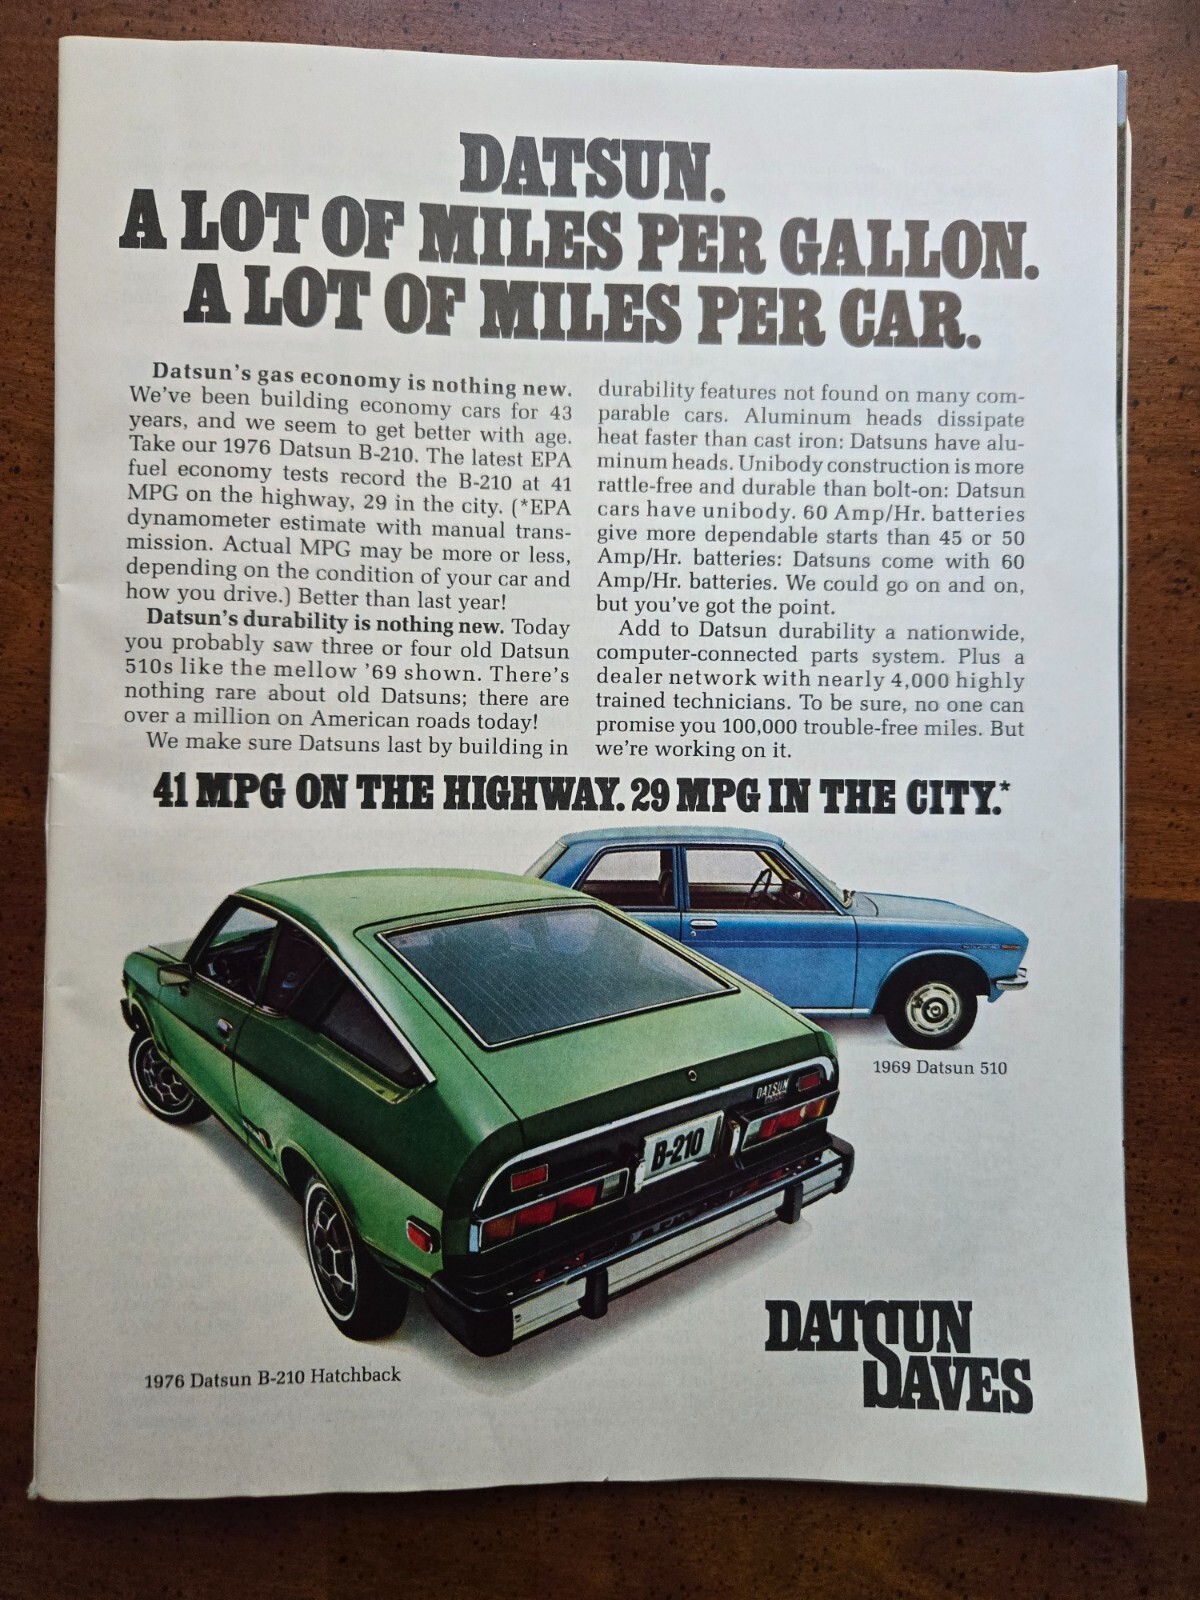 DATSUN.
A LOT OF MILES PER GALLON.
A LOT OF MILES PER CAR.
Datsun's gas economy is nothing new.
We've been building economy cars for 43
years, and we seem to get better with age.
Take our 1976 Datsun B-210. The latest EPA
fuel economy tests record the B-210 at 41
MPG on the highway, 29 in the city. (*EPA
dynamometer estimate with manual trans-
mission. Actual MPG may be more or less,
depending on the condition of your car and
how you drive.) Better than last year!
Datsun's durability is nothing new. Today
you probably saw three or four old Datsun
510s like the mellow '69 shown. There's
nothing rare about old Datsuns; there are
over a million on American roads today!
We make sure Datsuns last by building in
durability features not found on many com-
parable cars. Aluminum heads dissipate
heat faster than cast iron: Datsuns have alu-
minum heads. Unibody construction is more
rattle-free and durable than bolt-on: Datsun
cars have unibody. 60 Amp/Hr. batteries
give more dependable starts than 45 or 50
Amp/Hr. batteries: Datsuns come with 60
Amp/Hr. batteries. We could go on and on,
but you've got the point.
Add to Datsun durability a nationwide,
computer-connected parts system. Plus a
dealer network with nearly 4,000 highly
trained technicians. To be sure, no one can
promise you 100,000 trouble-free miles. But
we're working on it.
41 MPG ON THE HIGHWAY. 29 MPG IN THE CITY.*
1969 Datsun 510
DATSUN
B-210
1976 Datsun B-210 Hatchback
DATSUN
SAVES